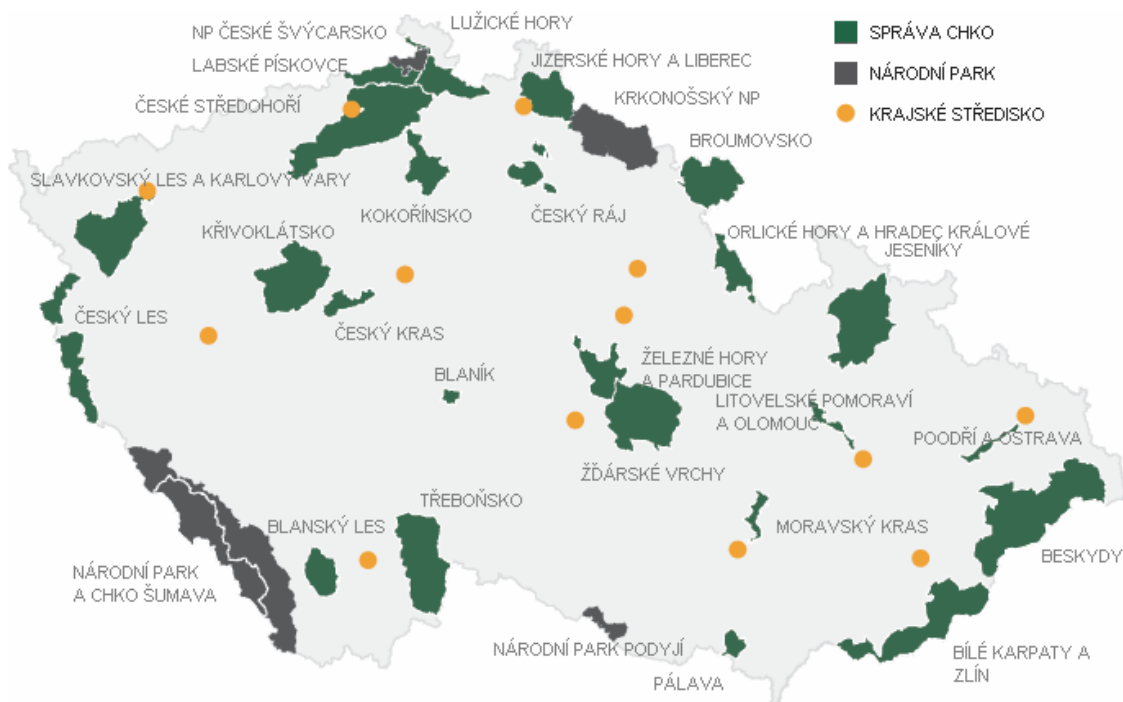 LUŽICKÉ HORY
NP ČESKÉ ŠVÝCARSKO
SPRÁVA CHKO
LABSKÉ PÍSKOVCE
JIZERSKÉ HORY A LIBEREC
NÁRODNÍ PARK
KRKONOŠSKÝ NP
ČESKÉ STŘEDOHOŘÍ
KRAJSKÉ STŘEDISKO
BROUMOVSKO
SLAVKOVSKÝ LES A KARLOVÝ VARY
KOKOŘÍNSKO
ČESKÝ RÁJ
KŘIVOKLÁTSKO
ORLICKÉ HORY A HRADEC KRÁLOVÉ
JESENÍKY
ČESKÝ LES
ČESKÝ KRAS
ŽELEZNÉ HORY
A PARDUBICE
BLANÍK
LITOVELSKÉ POMORAVÍ
A OLOMOUC
POODŘÍ A OSTRAVA
ŽĎÁRSKÉ VRCHY
TŘEBOŇSKO
BLANSKÝ LES
MORAVSKÝ KRAS
BESKYDY
NÁRODNÍ PARK
A CHKO ŠUMAVA
NÁRODNÍ PARK PODYJÍ
PÁLAVA
BÍLÉ KARPATY A
ZLÍN